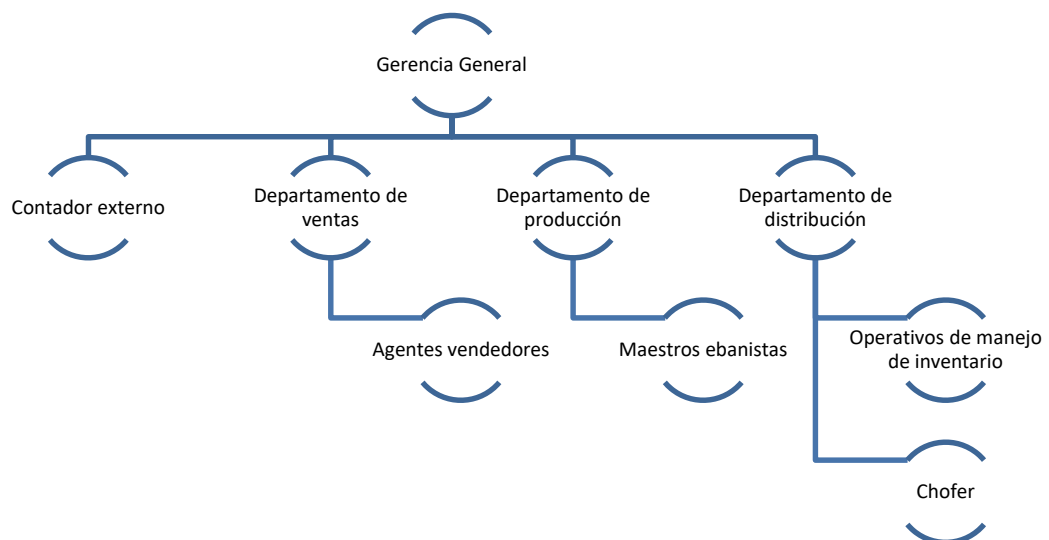 Gerencia General
Contador externo
Departamento de
ventas
Departamento de
producción
Departamento de
distribución
Agentes vendedores
Maestros ebanistas
Operativos de manejo
de inventario
Chofer